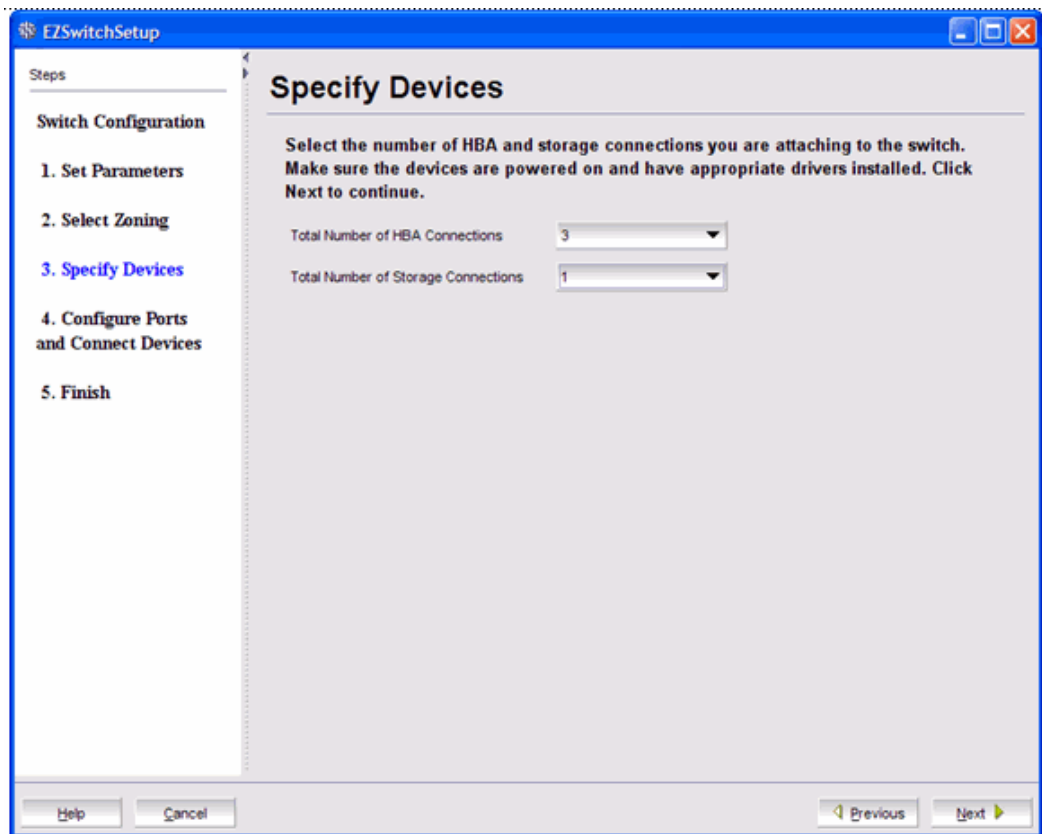 EZSwitchSetup
Steps
Switch Configuration
1. Set Parameters
2. Select Zoning
3. Specify Devices
4. Configure Ports
and Connect Devices
5. Finish
Specify Devices
Select the number of HBA and storage connections you are attaching to the switch.
Make sure the devices are powered on and have appropriate drivers installed. Click
Next to continue.
Total Number of HBA Connections 3
Total Number of Storage Connections 1
Help Cancel Previous Next